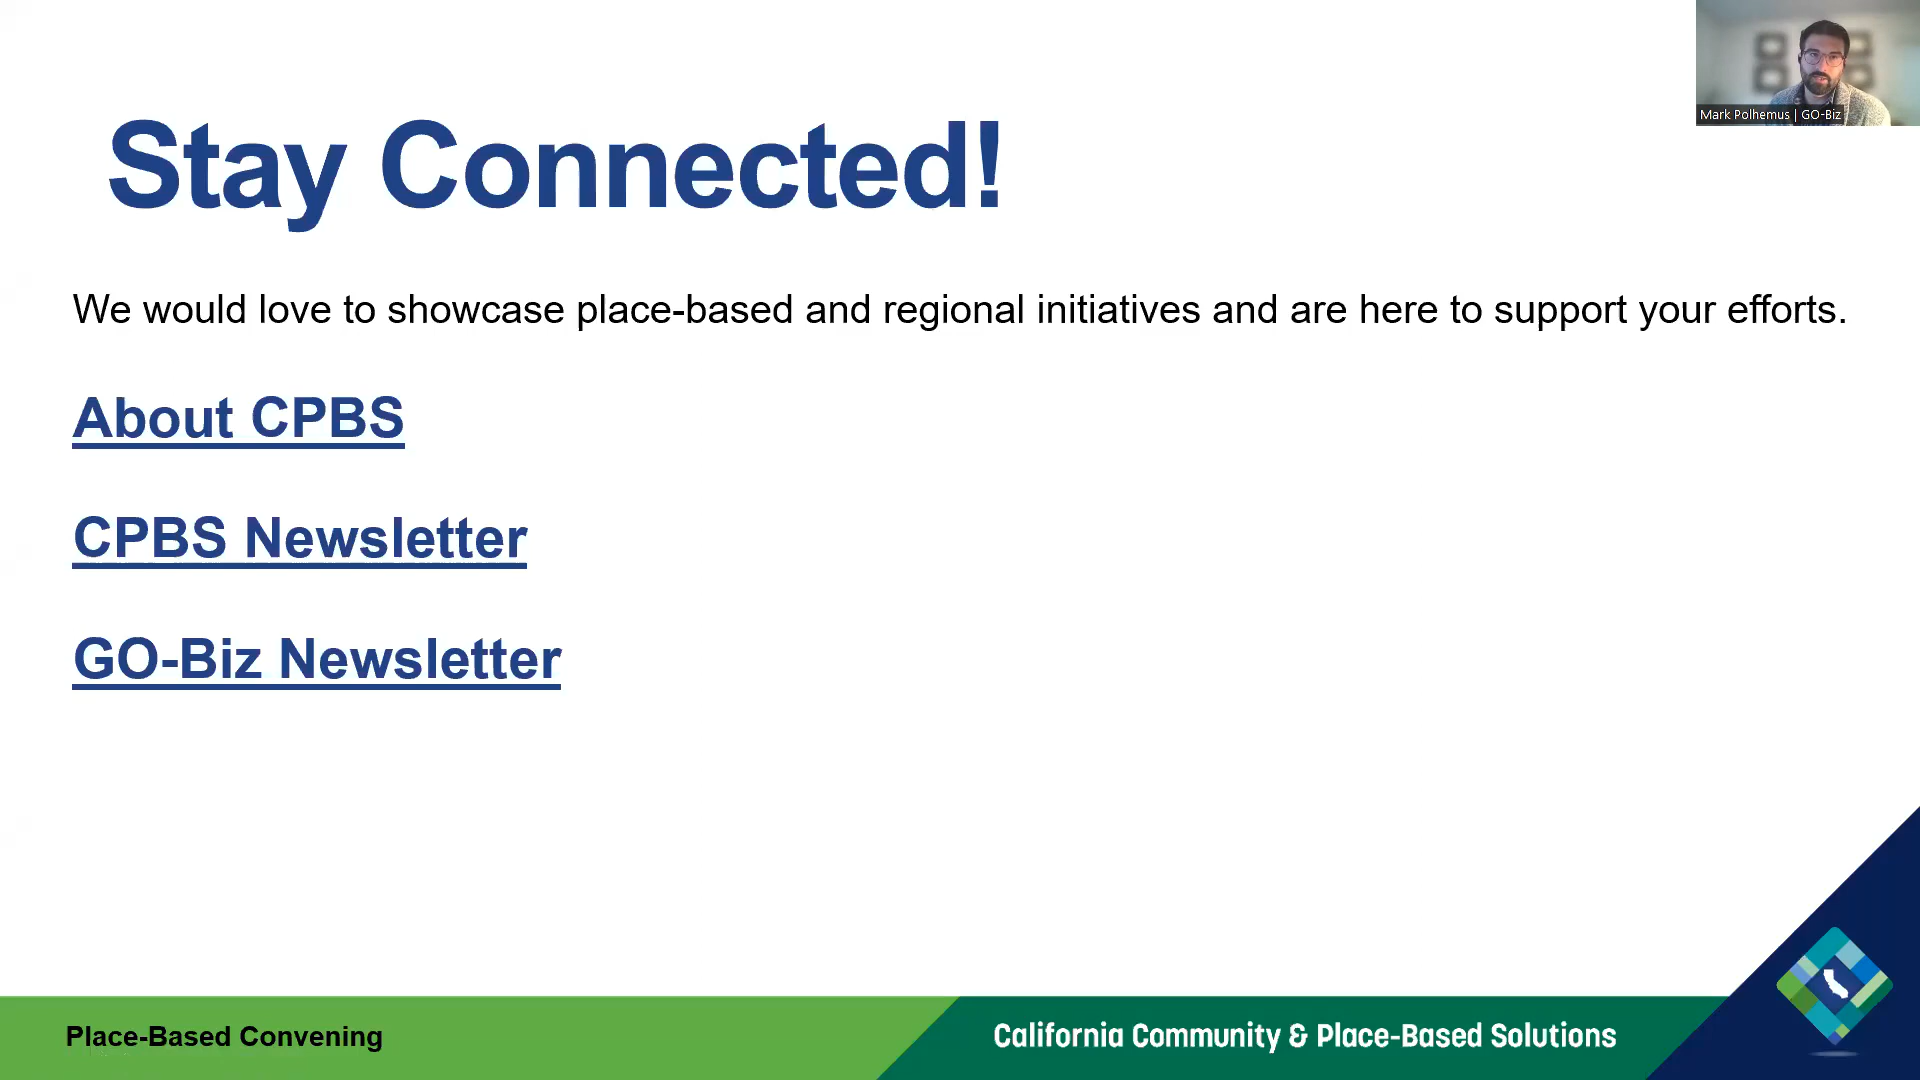 Mark Polhemus | GO-Biz
Stay Connected!
We would love to showcase place-based and regional initiatives and are here to support your efforts.
About CPBS
CPBS Newsletter
GO-Biz Newsletter
Place-Based Convening
California Community & Place-Based Solutions